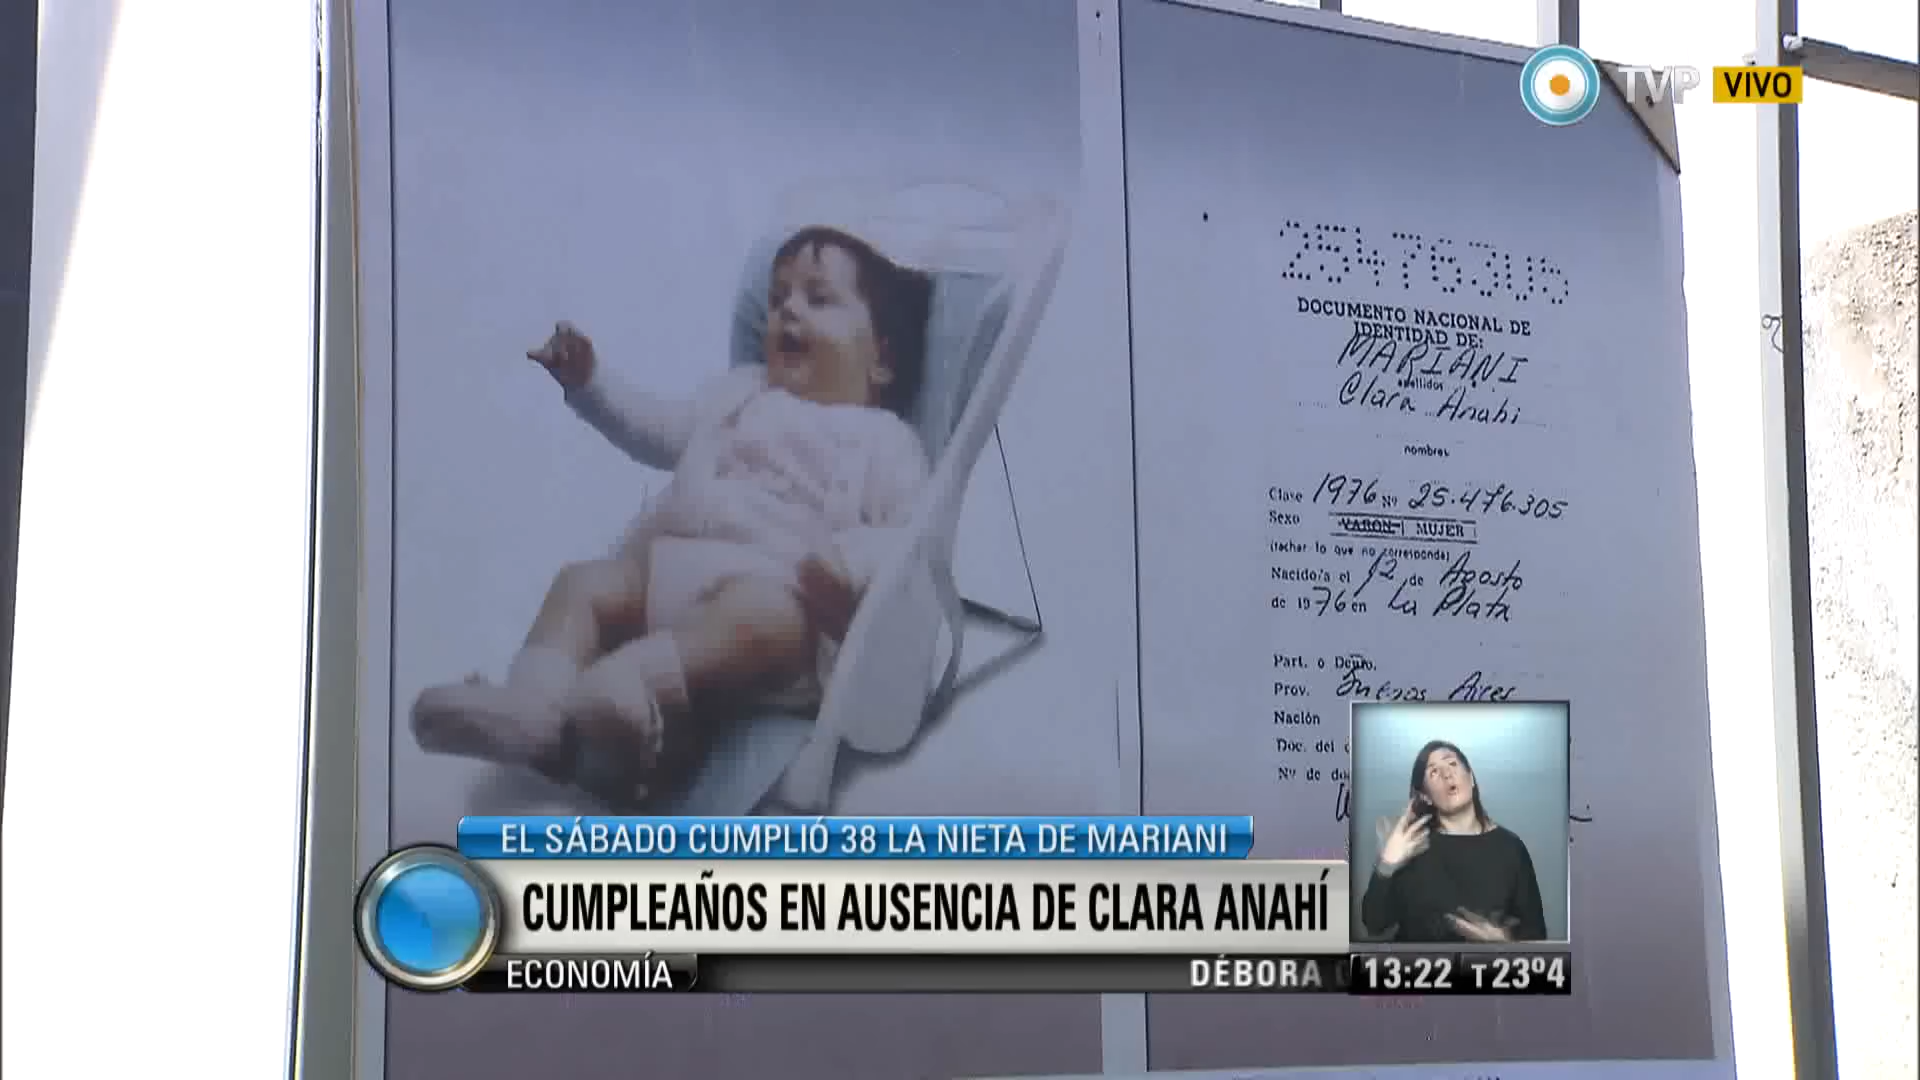 TVP VIVO
25476305
DOCUMENTO NACIONAL DE
IDENTIDAD DE:
MARIANI
apellidos
Clara Anahi
nombres
Clase 1976 Nº 25.476.305
Sexo VARON MUJER
(tachar lo que no corresponda)
Nacido/a el 12 de Agosto
de 1976 en La Plata
Part. o Depto.
Prov. Buenos Aires
Nación
Doc. del
Nº de
EL SÁBADO CUMPLIÓ 38 LA NIETA DE MARIANI
CUMPLEAÑOS EN AUSENCIA DE CLARA ANAHÍ
ECONOMÍA
DÉBORA
13:22 T23º4